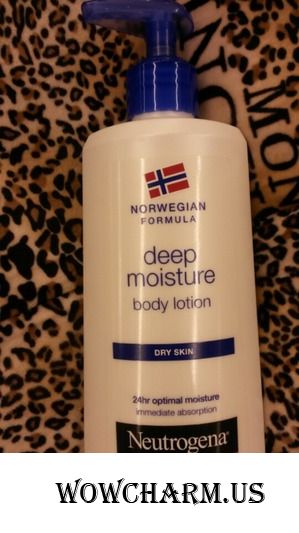 NORWEGIAN
FORMULA
deep
moisture
body lotion
DRY SKIN
24hr optimal moisture
immediate absorption
Neutrogena®
WOWCHARM.US